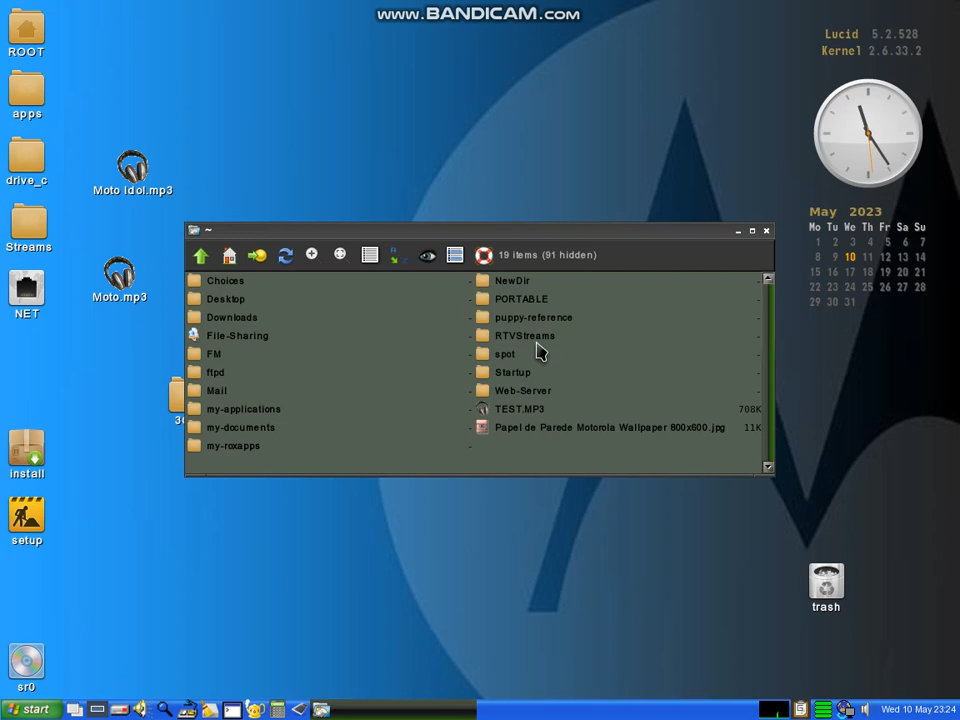 www.BANDICAM.com
Lucid 5.2.528
Kernel 2.6.33.2
ROOT
apps
drive_c
Streams
NET
install
setup
sr0
Moto Idol.mp3
Moto.mp3
30
~
19 items (91 hidden)
Choices -
Desktop -
Downloads -
File-Sharing -
FM -
ftpd -
Mail -
my-applications -
my-documents -
my-roxapps -
NewDir -
PORTABLE -
puppy-reference -
RTVStreams -
spot -
Startup -
Web-Server -
TEST.MP3 708K
Papel de Parede Motorola Wallpaper 800x600.jpg 11K
May 2023
Mo Tu We Th Fr Sa Su
1 2 3 4 5 6 7
8 9 10 11 12 13 14
15 16 17 18 19 20 21
22 23 24 25 26 27 28
29 30 31
trash
start
Wed 10 May 23:24